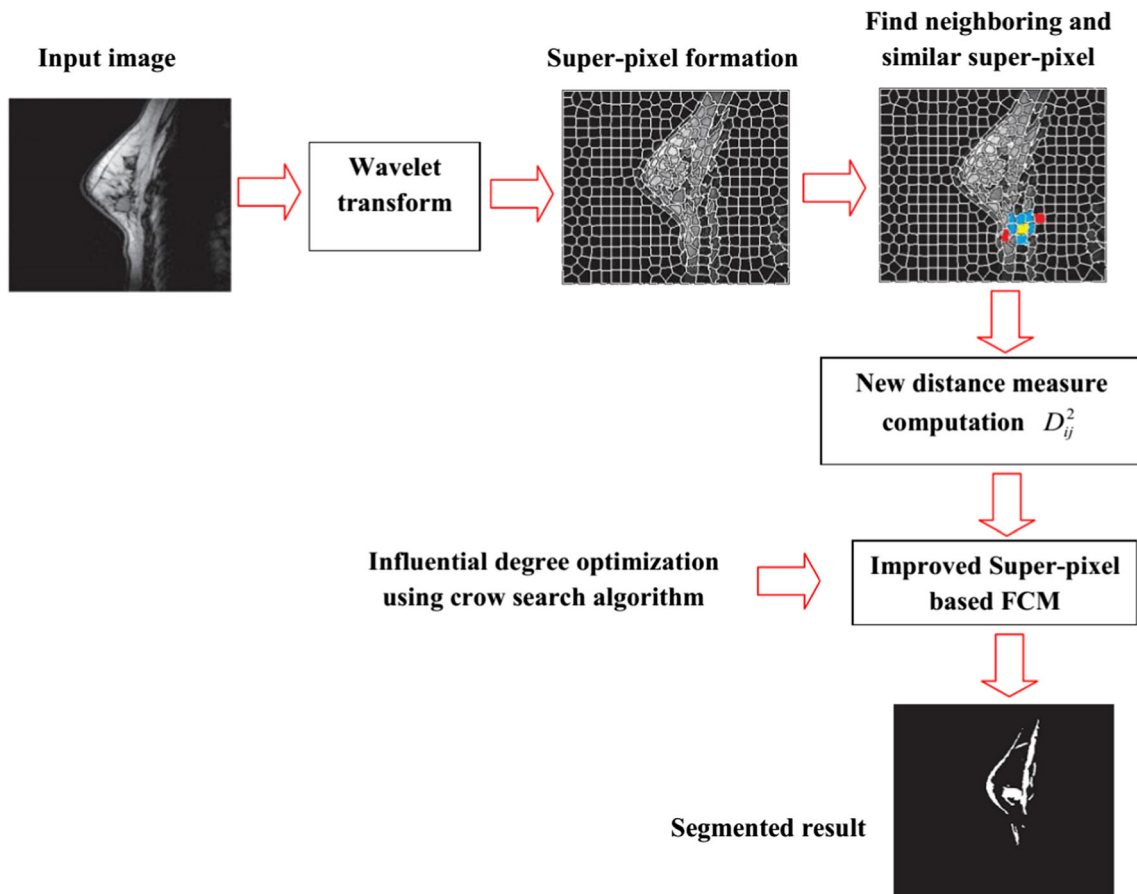 Input image
Wavelet
transform
Super-pixel formation
Find neighboring and
similar super-pixel
New distance measure
computation D²ᵢⱼ
Influential degree optimization
using crow search algorithm
Improved Super-pixel
based FCM
Segmented result